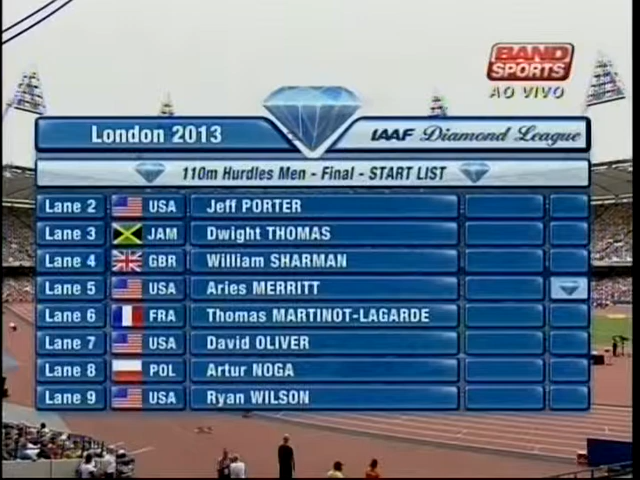 BAND
SPORTS
AO VIVO
London 2013
IAAF Diamond League
110m Hurdles Men - Final - START LIST
Lane 2 USA Jeff PORTER
Lane 3 JAM Dwight THOMAS
Lane 4 GBR William SHARMAN
Lane 5 USA Aries MERRITT
Lane 6 FRA Thomas MARTINOT-LAGARDE
Lane 7 USA David OLIVER
Lane 8 POL Artur NOGA
Lane 9 USA Ryan WILSON